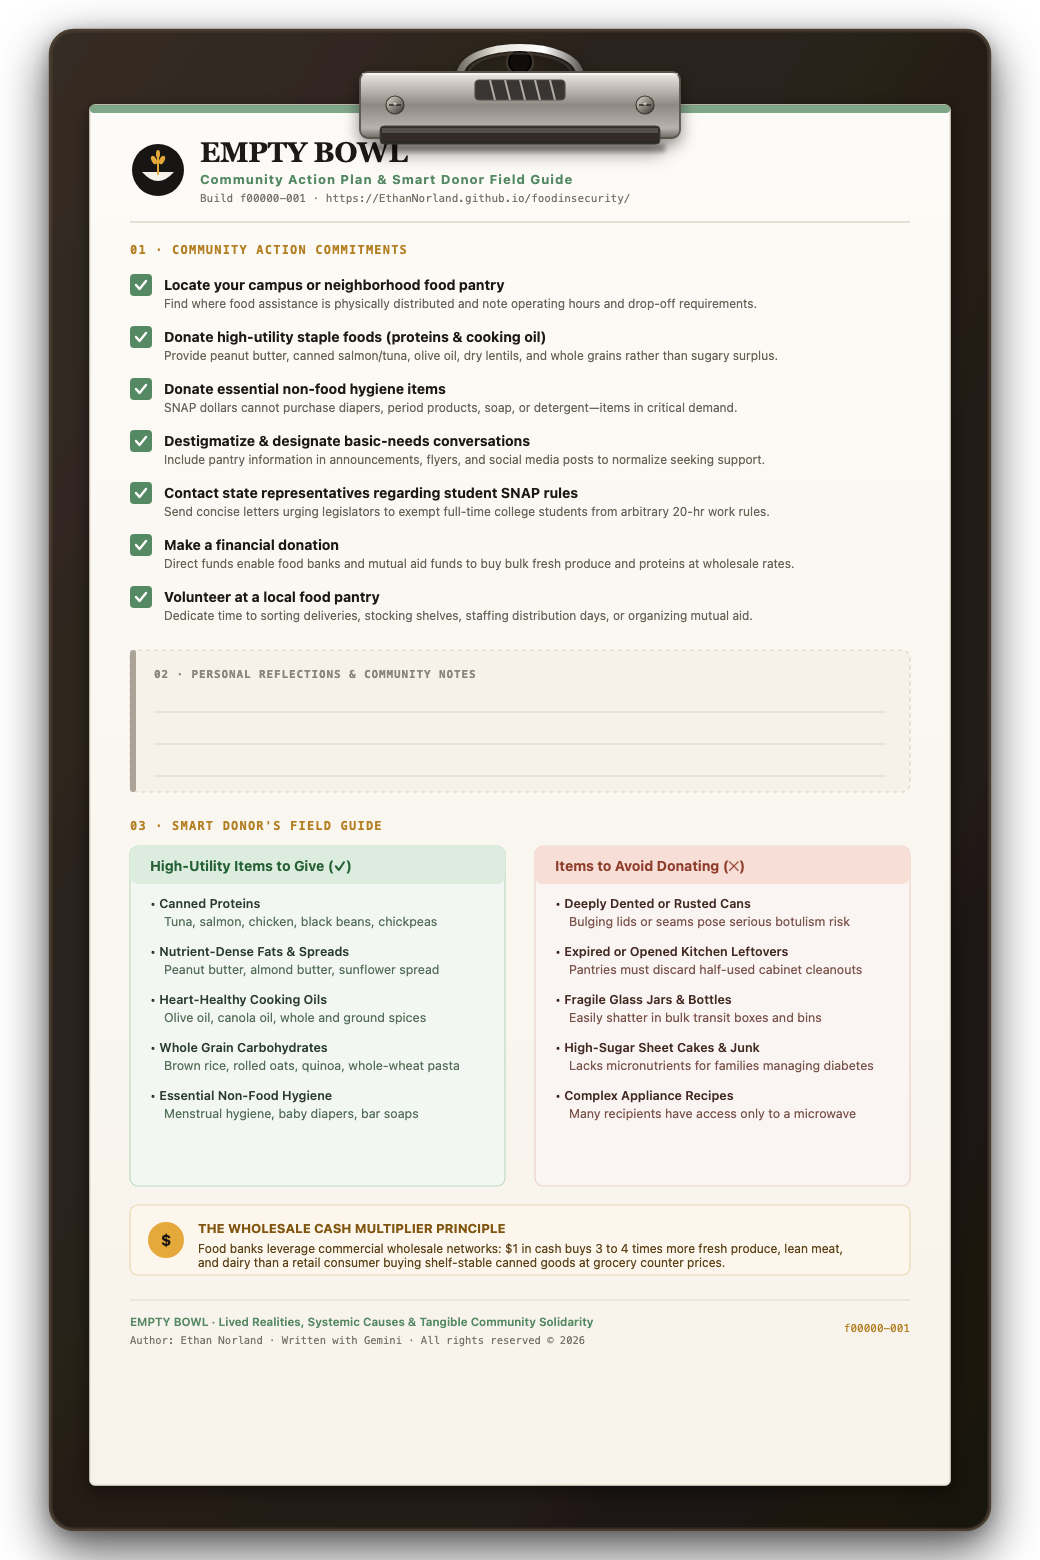 EMPTY BOWL
Community Action Plan & Smart Donor Field Guide
Build f00000–001 · https://EthanNorland.github.io/foodinsecurity/
01 · COMMUNITY ACTION COMMITMENTS
Locate your campus or neighborhood food pantry
Find where food assistance is physically distributed and note operating hours and drop-off requirements.
Donate high-utility staple foods (proteins & cooking oil)
Provide peanut butter, canned salmon/tuna, olive oil, dry lentils, and whole grains rather than sugary surplus.
Donate essential non-food hygiene items
SNAP dollars cannot purchase diapers, period products, soap, or detergent—items in critical demand.
Destigmatize & designate basic-needs conversations
Include pantry information in announcements, flyers, and social media posts to normalize seeking support.
Contact state representatives regarding student SNAP rules
Send concise letters urging legislators to exempt full-time college students from arbitrary 20-hr work rules.
Make a financial donation
Direct funds enable food banks and mutual aid funds to buy bulk fresh produce and proteins at wholesale rates.
Volunteer at a local food pantry
Dedicate time to sorting deliveries, stocking shelves, staffing distribution days, or organizing mutual aid.
02 · PERSONAL REFLECTIONS & COMMUNITY NOTES
03 · SMART DONOR'S FIELD GUIDE
High-Utility Items to Give (✓)
• Canned Proteins
Tuna, salmon, chicken, black beans, chickpeas
• Nutrient-Dense Fats & Spreads
Peanut butter, almond butter, sunflower spread
• Heart-Healthy Cooking Oils
Olive oil, canola oil, whole and ground spices
• Whole Grain Carbohydrates
Brown rice, rolled oats, quinoa, whole-wheat pasta
• Essential Non-Food Hygiene
Menstrual hygiene, baby diapers, bar soaps
Items to Avoid Donating (✕)
• Deeply Dented or Rusted Cans
Bulging lids or seams pose serious botulism risk
• Expired or Opened Kitchen Leftovers
Pantries must discard half-used cabinet cleanouts
• Fragile Glass Jars & Bottles
Easily shatter in bulk transit boxes and bins
• High-Sugar Sheet Cakes & Junk
Lacks micronutrients for families managing diabetes
• Complex Appliance Recipes
Many recipients have access only to a microwave
$
THE WHOLESALE CASH MULTIPLIER PRINCIPLE
Food banks leverage commercial wholesale networks: $1 in cash buys 3 to 4 times more fresh produce, lean meat,
and dairy than a retail consumer buying shelf-stable canned goods at grocery counter prices.
EMPTY BOWL · Lived Realities, Systemic Causes & Tangible Community Solidarity
Author: Ethan Norland · Written with Gemini · All rights reserved © 2026
f00000–001